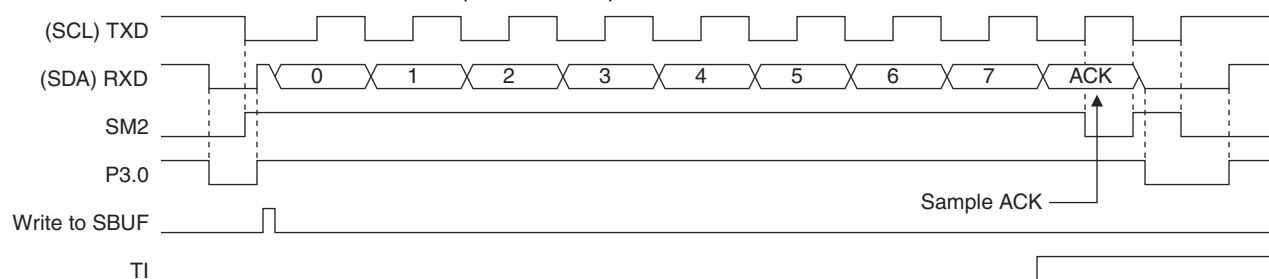 (SCL) TXD
(SDA) RXD
0 1 2 3 4 5 6 7 ACK
SM2
P3.0
Sample ACK
Write to SBUF
TI